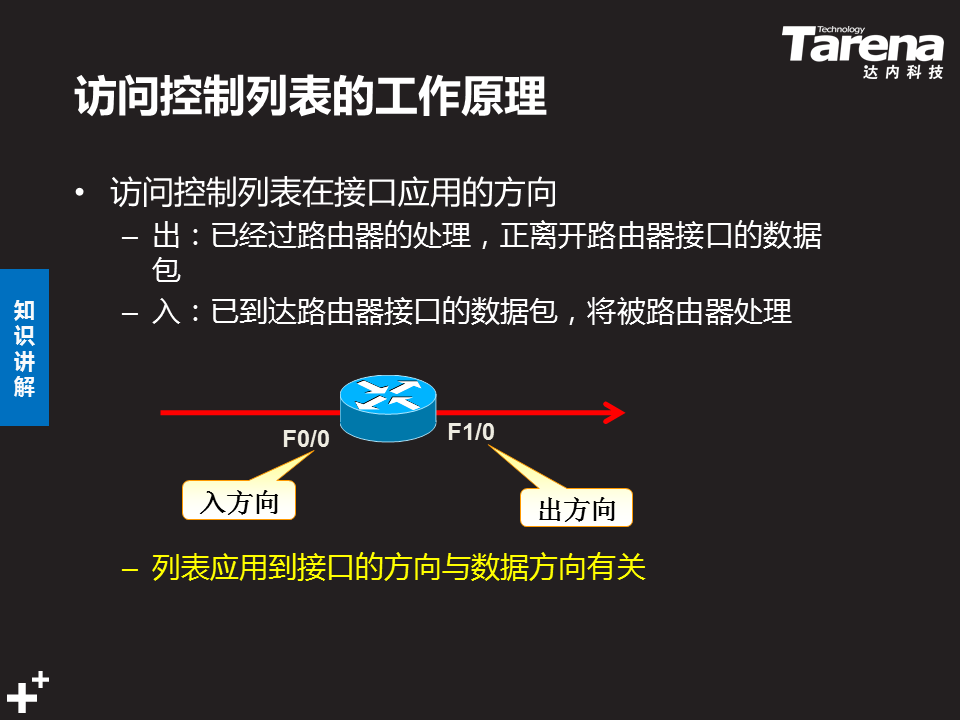 Technology
Tarena
达内科技
访问控制列表的工作原理
• 访问控制列表在接口应用的方向
– 出：已经过路由器的处理，正离开路由器接口的数据
包
– 入：已到达路由器接口的数据包，将被路由器处理
知
识
讲
解
F0/0
F1/0
入方向
出方向
– 列表应用到接口的方向与数据方向有关